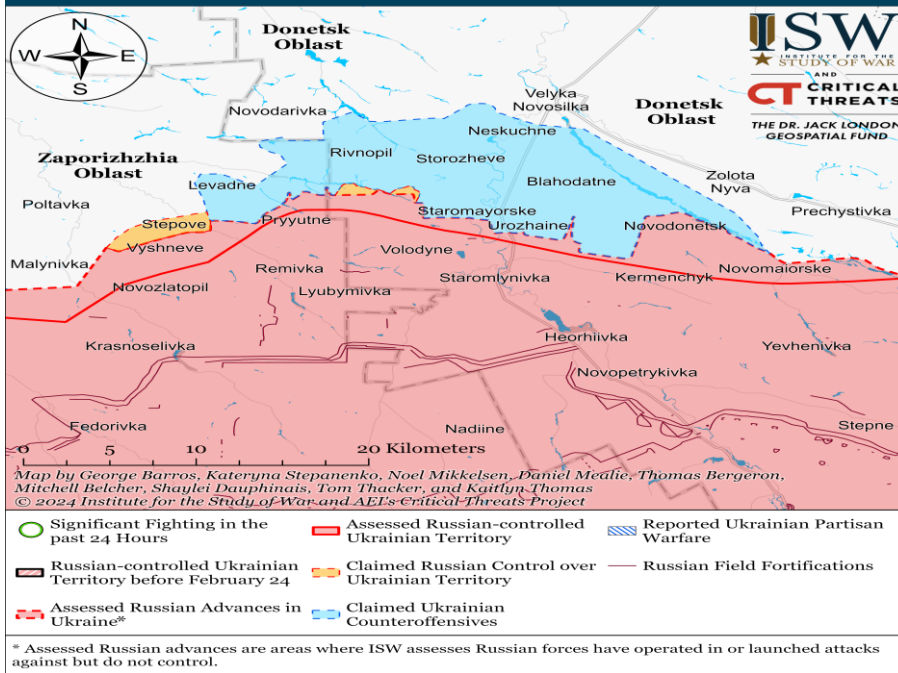 N
W E
S
Donetsk
Oblast
ISW
INSTITUTE FOR THE
STUDY OF WAR
AND
CT CRITICAL
THREATS
THE DR. JACK LONDON
GEOSPATIAL FUND
Velyka
Novosilka
Donetsk
Oblast
Novodarivka
Neskuchne
Rivnopil
Storozheve
Zaporizhzhia
Oblast
Levadne
Blahodatne
Zolota
Nyva
Poltavka
Prechystivka
Stepove
Pryyutne
Staromayorske
Urozhaine
Novodonetsk
Vyshneve
Volodyne
Malynivka
Remivka
Staromlynivka
Kermenchyk
Novomaiorske
Novozlatopil
Lyubymivka
Krasnoselivka
Heorhiivka
Yevhenivka
Novopetrykivka
Fedorivka
Nadiine
Stepne
0 5 10 20 Kilometers
Map by George Barros, Kateryna Stepanenko, Noel Mikkelsen, Daniel Mealie, Thomas Bergeron,
Mitchell Belcher, Shaylei Dauphinais, Tom Thacker, and Kaitlyn Thomas
© 2024 Institute for the Study of War and AEI's Critical Threats Project
Significant Fighting in the
past 24 Hours
Assessed Russian-controlled
Ukrainian Territory
Reported Ukrainian Partisan
Warfare
Russian-controlled Ukrainian
Territory before February 24
Claimed Russian Control over
Ukrainian Territory
Russian Field Fortifications
Assessed Russian Advances in
Ukraine*
Claimed Ukrainian
Counteroffensives
* Assessed Russian advances are areas where ISW assesses Russian forces have operated in or launched attacks
against but do not control.